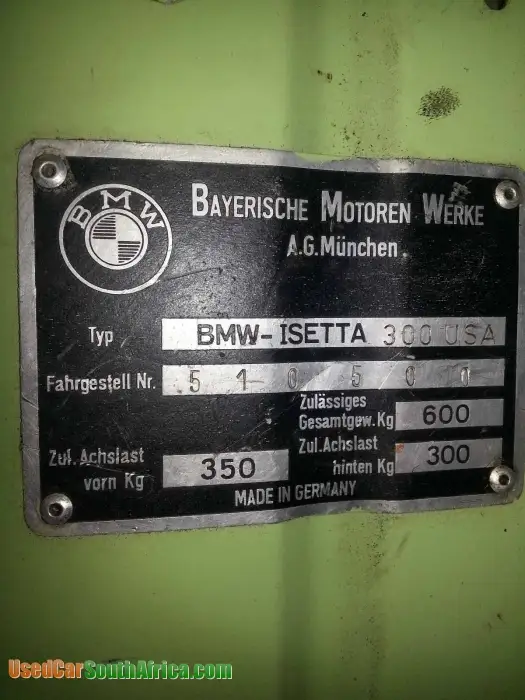 BMW
BAYERISCHE MOTOREN WERKE
A.G.München.
Typ BMW-ISETTA 300 USA
Fahrgestell Nr. 510500
Zulässiges
Gesamtgew.Kg 600
Zul.Achslast
vorn Kg 350
Zul.Achslast
hinten Kg 300
MADE IN GERMANY
UsedCarSouthAfrica.com